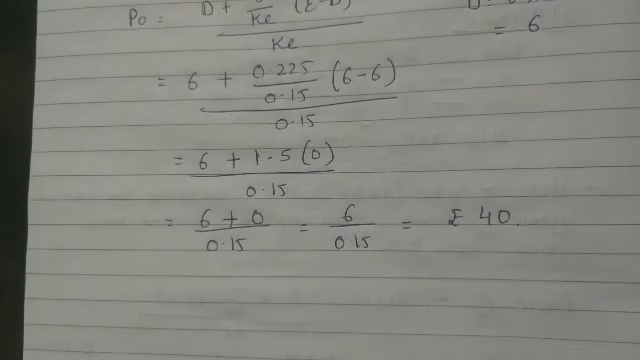 Po = D + / Ke (E-D) / Ke
= 6
= 6 + 0.225 / 0.15 (6-6) / 0.15
= 6 + 1.5 (0) / 0.15
= 6 + 0 / 0.15 = 6 / 0.15 = ₹ 40.